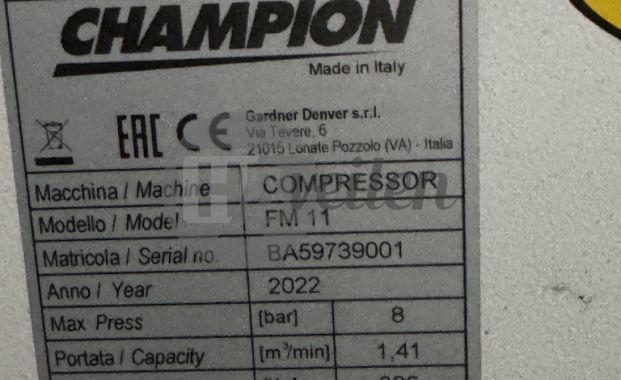 CHAMPION
Made in Italy
EAC CE Gardner Denver s.r.l.
Via Tevere, 6
21015 Lonate Pozzolo (VA) - Italia
Macchina / Machine COMPRESSOR
Modello / Model FM 11
Matricola / Serial no. BA59739001
Anno / Year 2022
Max Press [bar] 8
Portata / Capacity [m³/min] 1,41